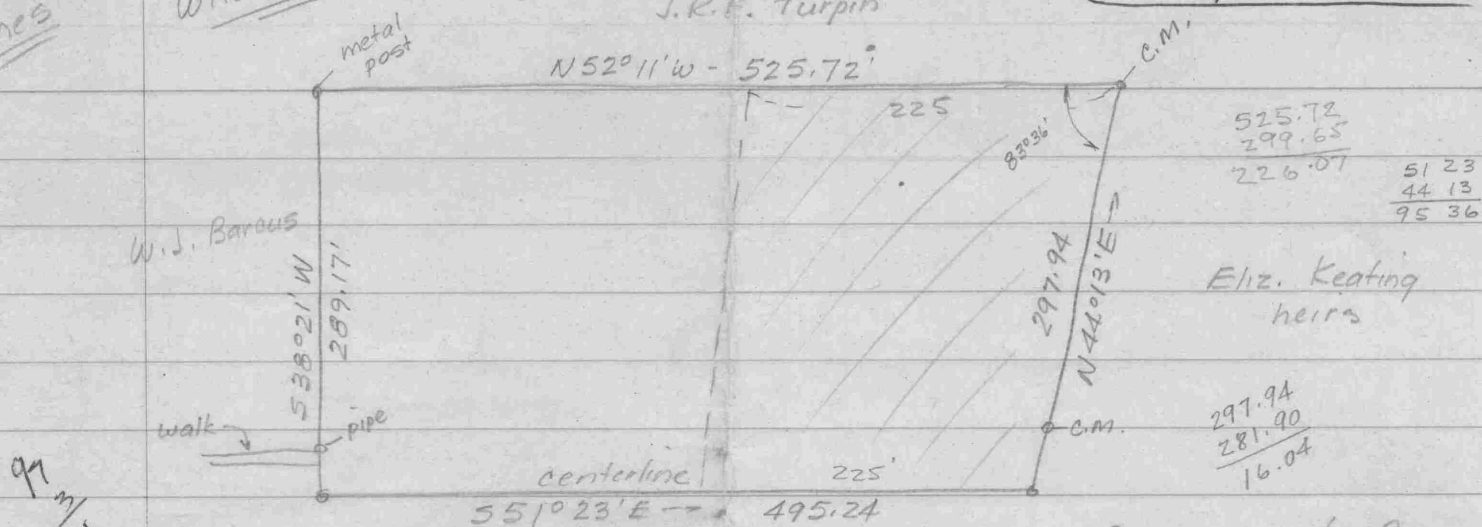 J.R.F. Turpin
metal
post
C.M.
N52°11'W - 525.72'
225
83°36'
525.72
299.65
226.07
51 23
44 13
95 36
W.J. Barous
S38°21'W
289.17'
297.94
N44°13'E →
Eliz. Keating
heirs
walk
pipe
C.M.
297.94
281.90
16.04
centerline
225'
S51°23'E → 495.24
97